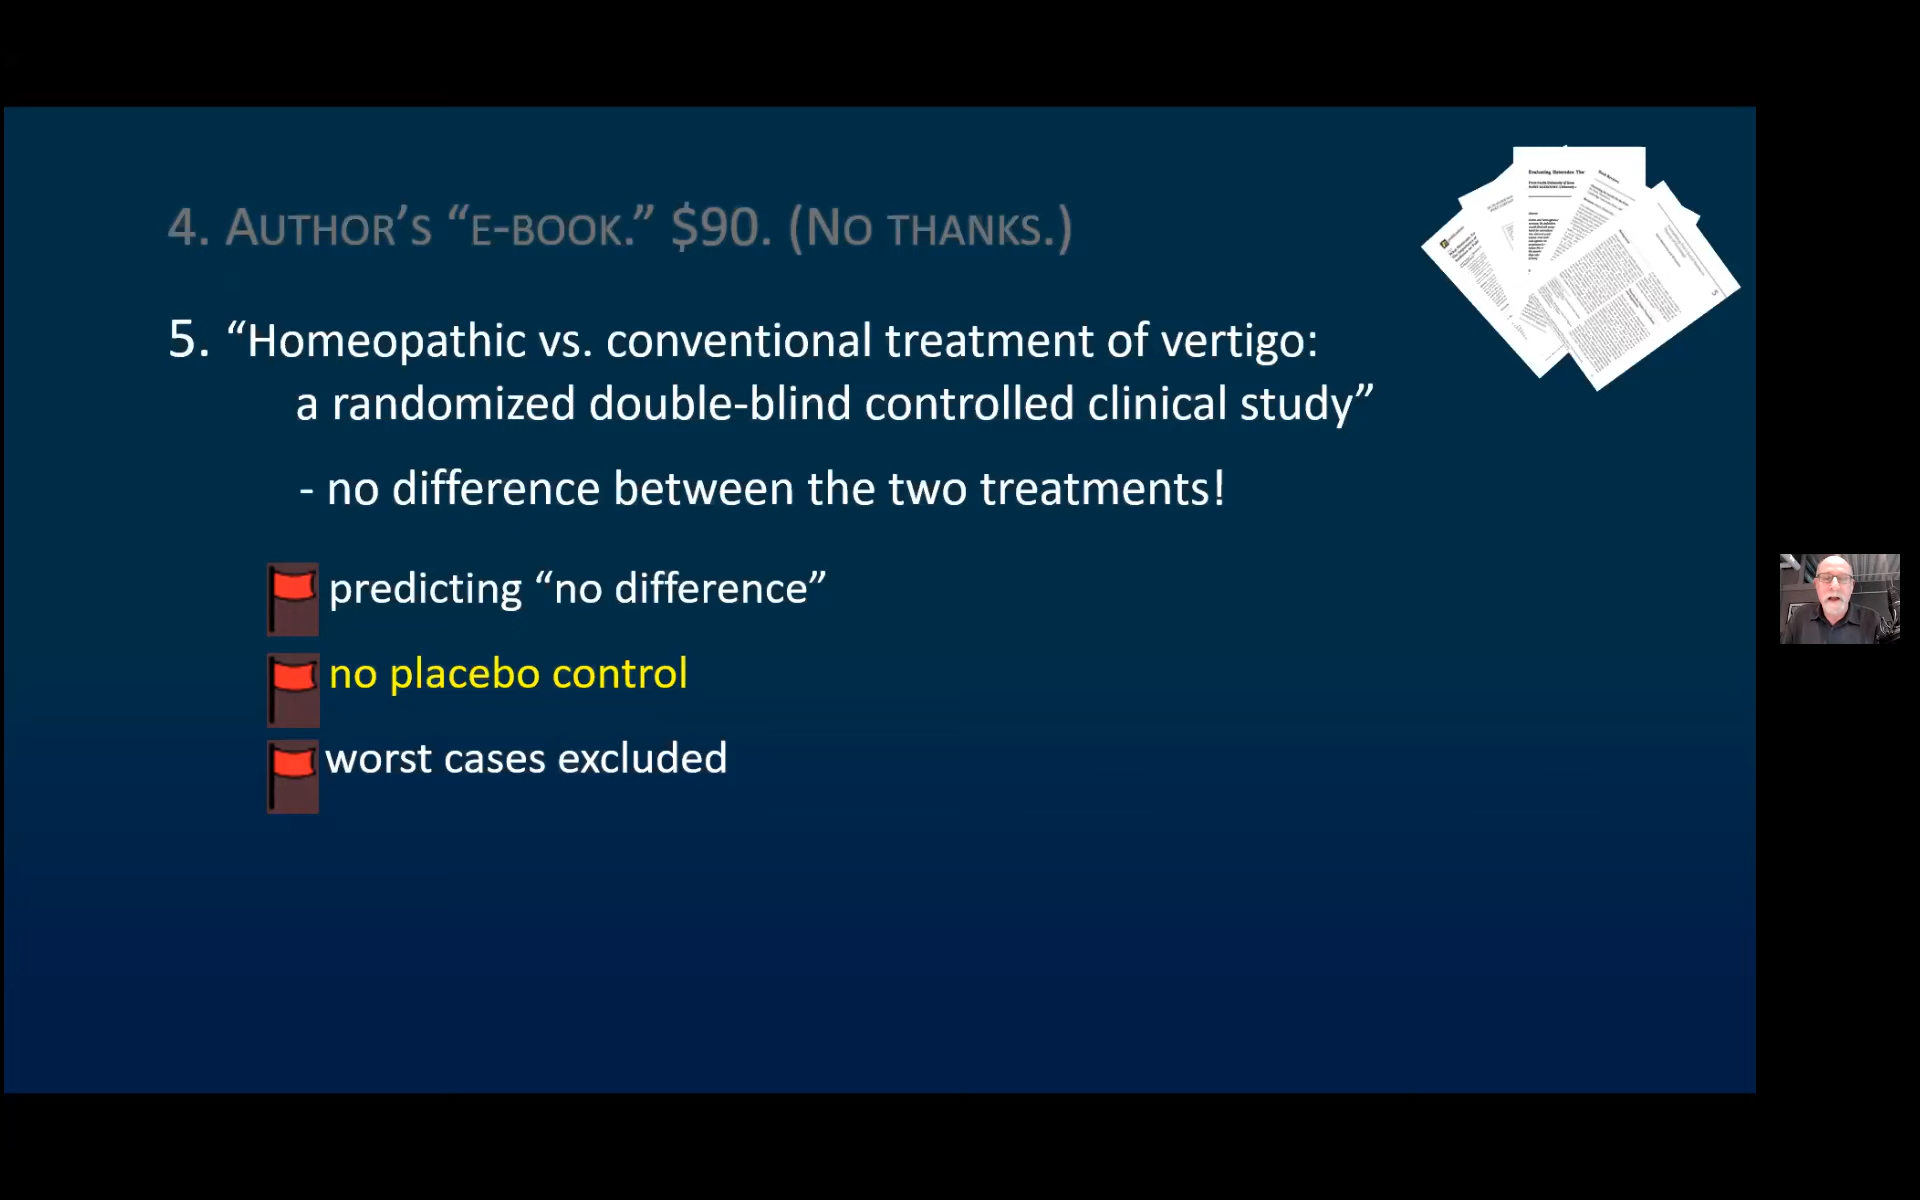 4. AUTHOR’S “E-BOOK.” $90. (NO THANKS.)
5. “Homeopathic vs. conventional treatment of vertigo:
a randomized double-blind controlled clinical study”
- no difference between the two treatments!
predicting “no difference”
no placebo control
worst cases excluded